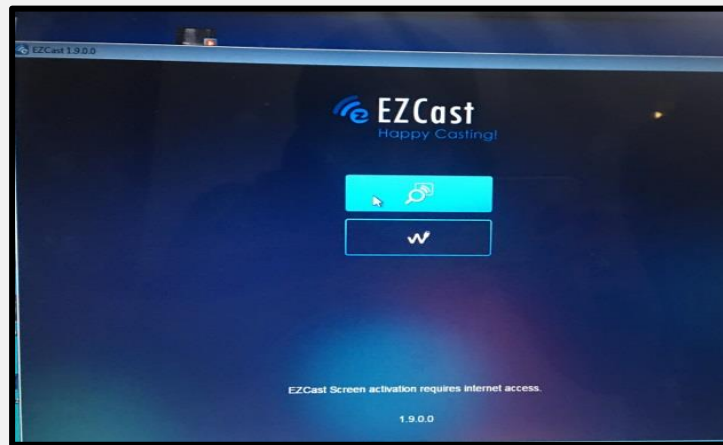 EZCast 1.9.0.0
EZCast
Happy Casting!
EZCast Screen activation requires internet access.
1.9.0.0